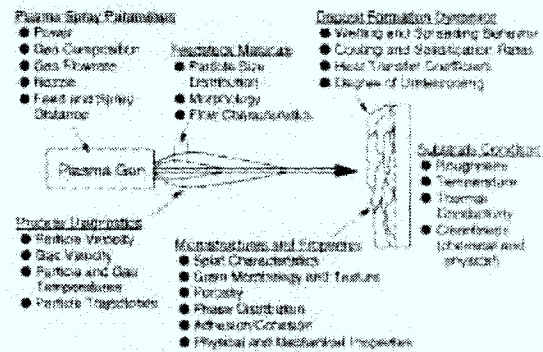 Plasma Spray Parameters
● Power
● Gas Composition
● Gas Flowrate
● Nozzle
● Feed and Spray
Distance
Feedstock Materials
● Particle Size
Distribution
● Morphology
● Flow Characteristics
Deposit Formation Dynamics
● Wetting and Spreading Behavior
● Cooling and Solidification Rates
● Heat Transfer Coefficient
● Degree of Undercooling
Plasma Gun
Substrate Condition
● Roughness
● Temperature
● Thermal
Conductivity
● Cleanliness
(chemical and
physical)
Process Diagnostics
● Particle Velocity
● Gas Velocity
● Particle and Gas
Temperatures
● Particle Trajectories
Microstructures and Properties
● Splat Characteristics
● Grain Morphology and Texture
● Porosity
● Phase Distribution
● Adhesion/Cohesion
● Physical and Mechanical Properties